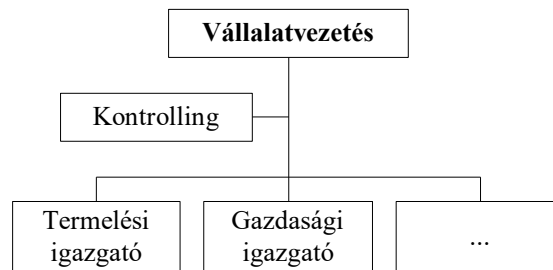 Vállalatvezetés
Kontrolling
Termelési
igazgató
Gazdasági
igazgató
...